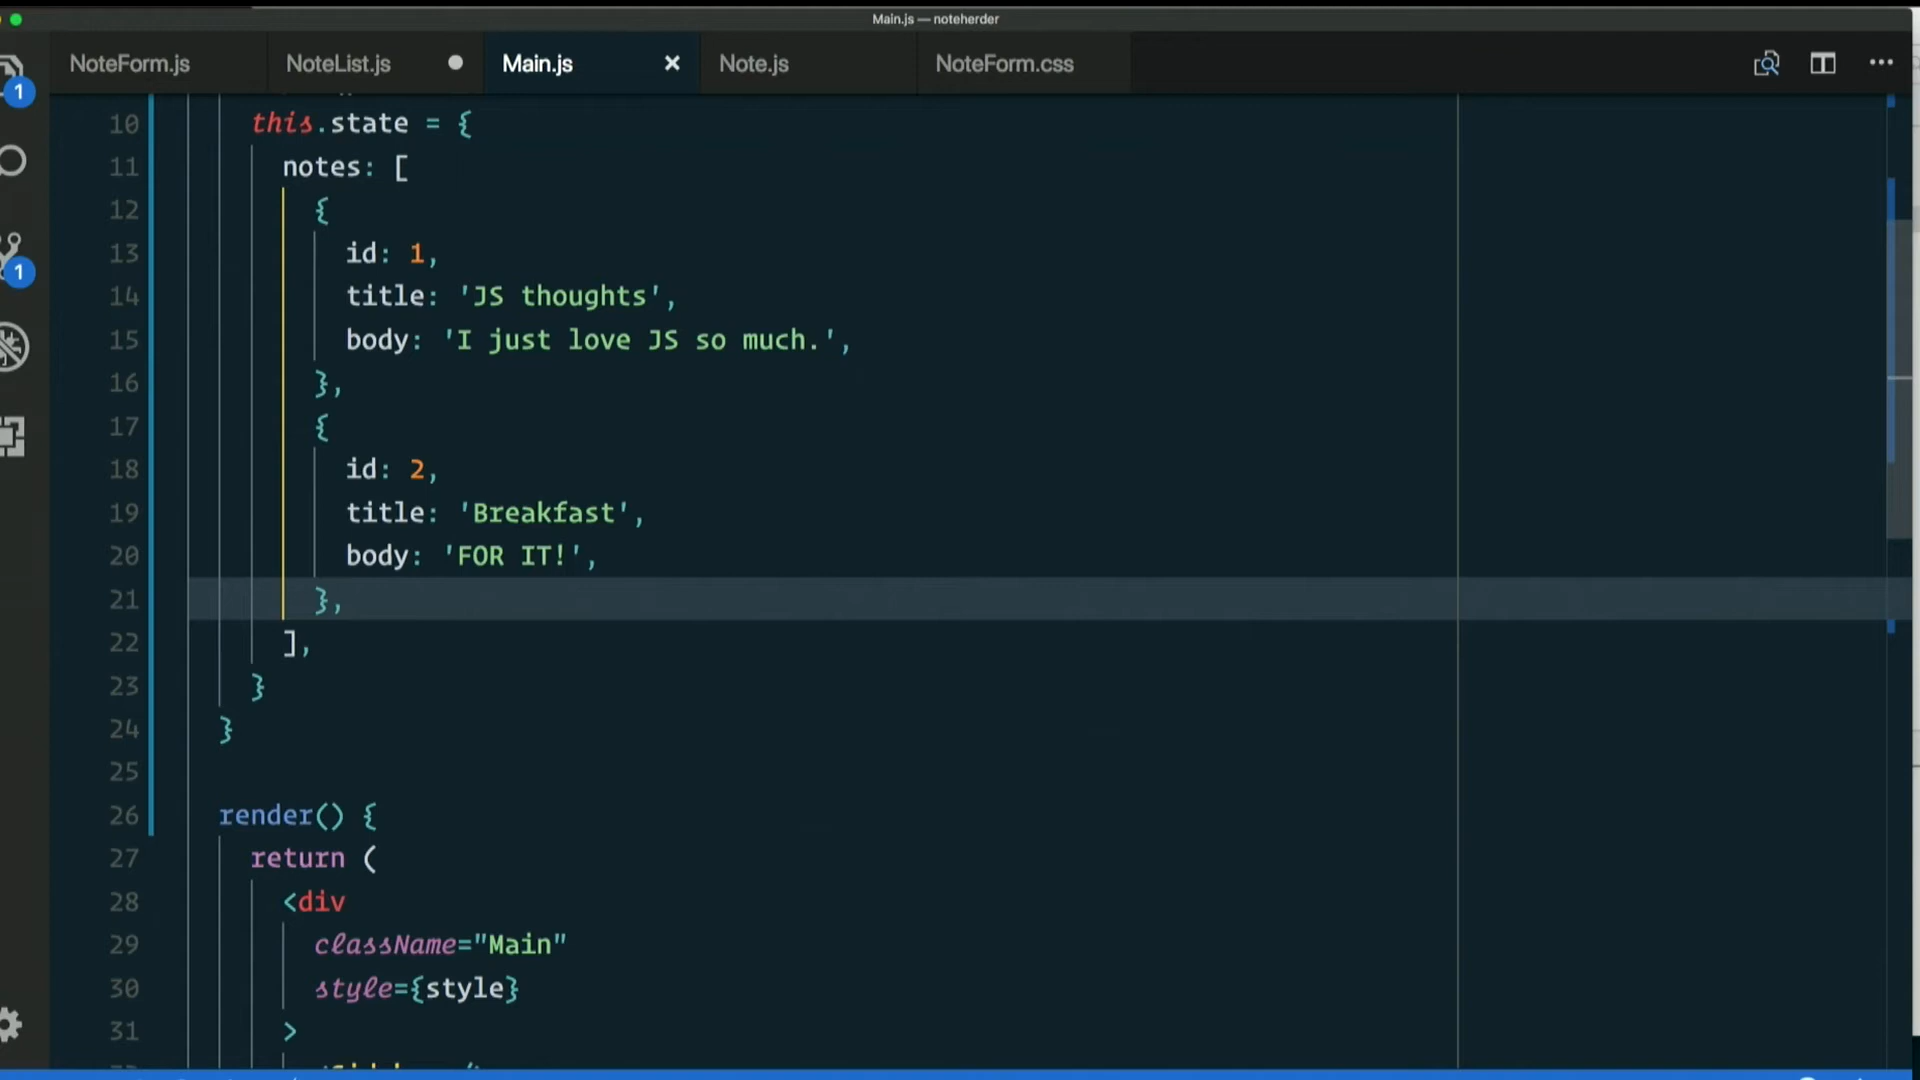 Main.js — noteherder
NoteForm.js NoteList.js Main.js Note.js NoteForm.css
1
1
10 this.state = {
11 notes: [
12 {
13 id: 1,
14 title: 'JS thoughts',
15 body: 'I just love JS so much.',
16 },
17 {
18 id: 2,
19 title: 'Breakfast',
20 body: 'FOR IT!',
21 },
22 ],
23 }
24 }
25
26 render() {
27 return (
28 <div
29 className="Main"
30 style={style}
31 >